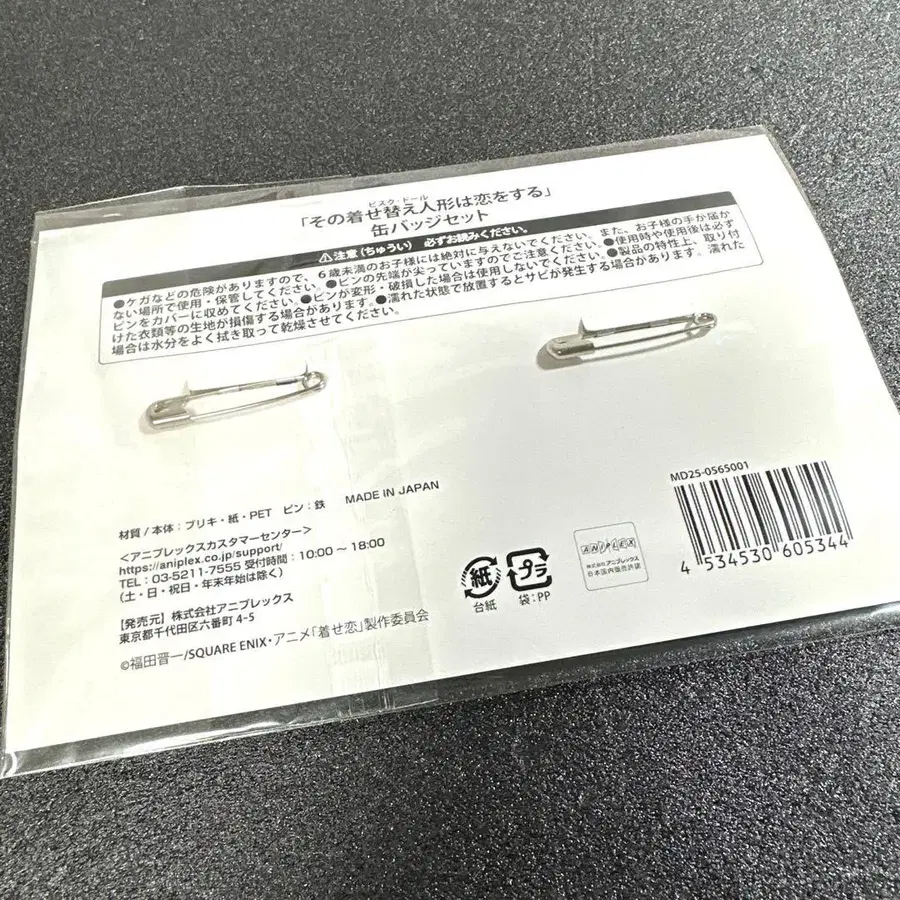 ビスク・ドール
「その着せ替え人形は恋をする」
缶バッジセット
⚠注意(ちゅうい) 必ずお読みください。
●ケガなどの危険がありますので、6歳未満のお子様には絶対に与えないでください。また、お子様の手が届か
ない場所で使用・保管してください。●ピンの先端が尖っていますのでご注意ください。●使用時や使用後は必ず
ピンをカバーに収めてください。●ピンが変形・破損した場合は使用しないでください。●製品の特性上、取り付
けた衣類等の生地が損傷する場合があります。●濡れた状態で放置するとサビが発生する場合があります。濡れた
場合は水分をよく拭き取って乾燥させてください。
材質/本体:ブリキ・紙・PET ピン:鉄 MADE IN JAPAN
<アニプレックスカスタマーセンター>
https://aniplex.co.jp/support/
TEL:03-5211-7555 受付時間:10:00～18:00
(土・日・祝日・年末年始は除く)
【発売元】株式会社アニプレックス
東京都千代田区六番町4-5
©福田晋一/SQUARE ENIX・アニメ「着せ恋」製作委員会
紙
台紙
プラ
袋:PP
ANIPLEX
株式会社アニプレックス
日本国内販売許諾
MD25-0565001
4 534530 605344